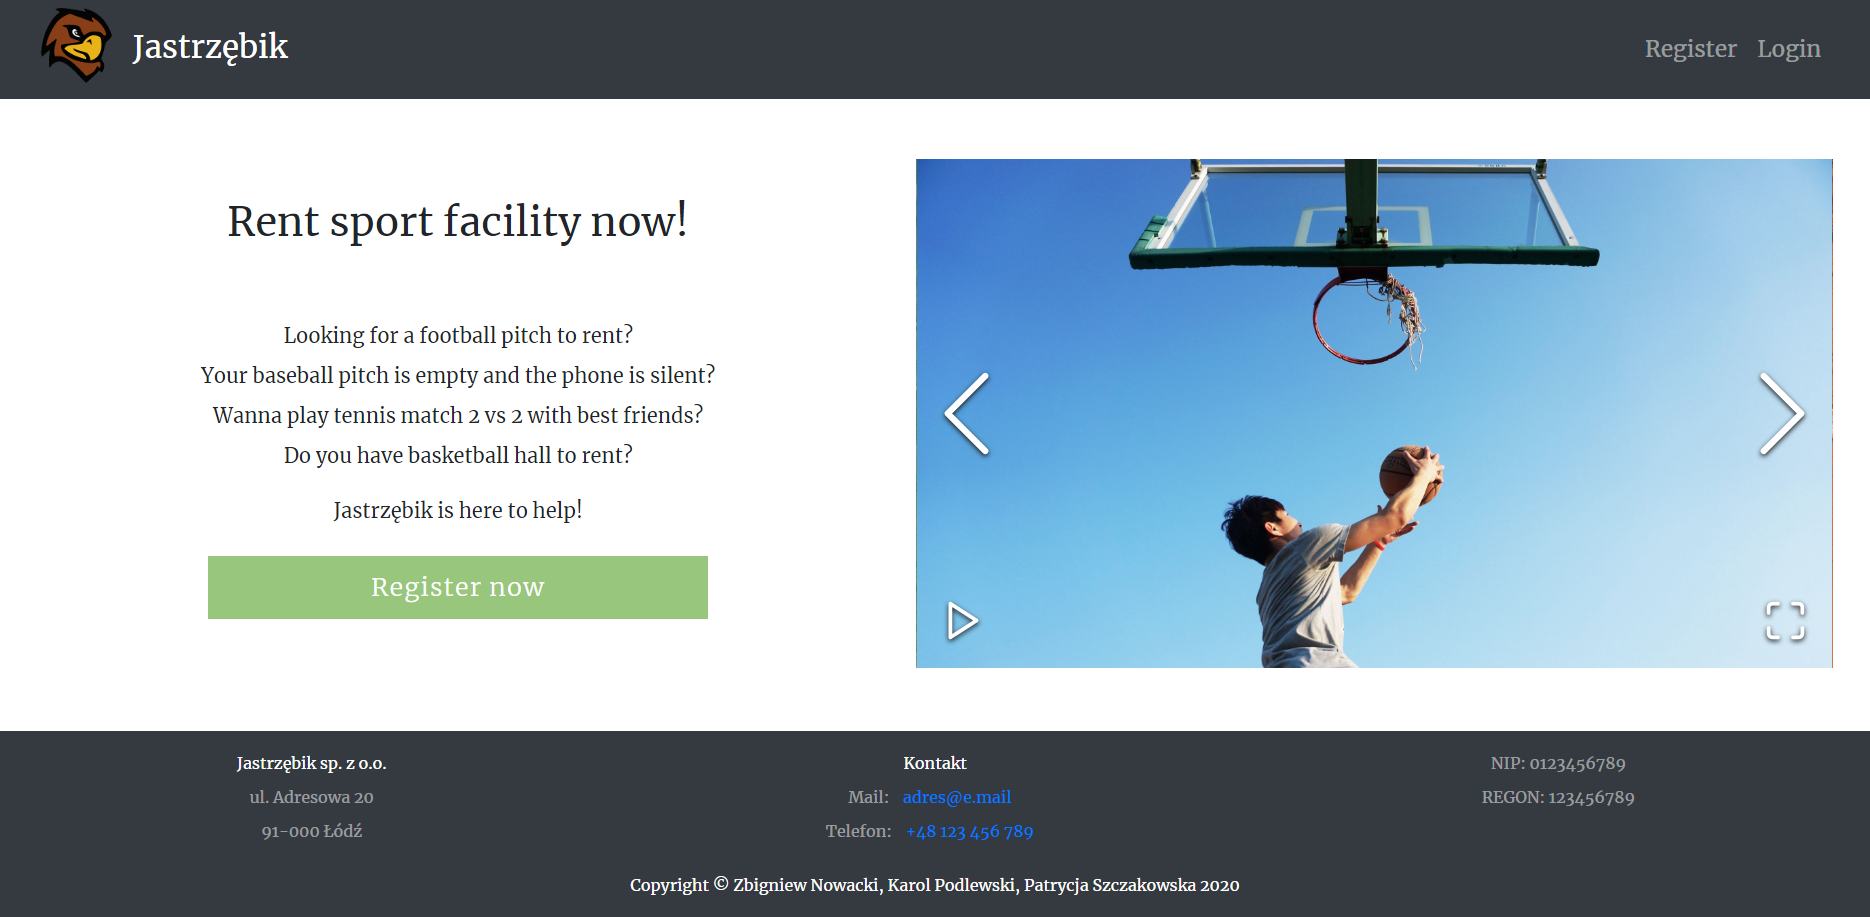 Jastrzębik
Register Login
Rent sport facility now!
Looking for a football pitch to rent?
Your baseball pitch is empty and the phone is silent?
Wanna play tennis match 2 vs 2 with best friends?
Do you have basketball hall to rent?
Jastrzębik is here to help!
Register now
Jastrzębik sp. z o.o.
ul. Adresowa 20
91-000 Łódź
Kontakt
Mail: adres@e.mail
Telefon: +48 123 456 789
NIP: 0123456789
REGON: 123456789
Copyright © Zbigniew Nowacki, Karol Podlewski, Patrycja Szczakowska 2020